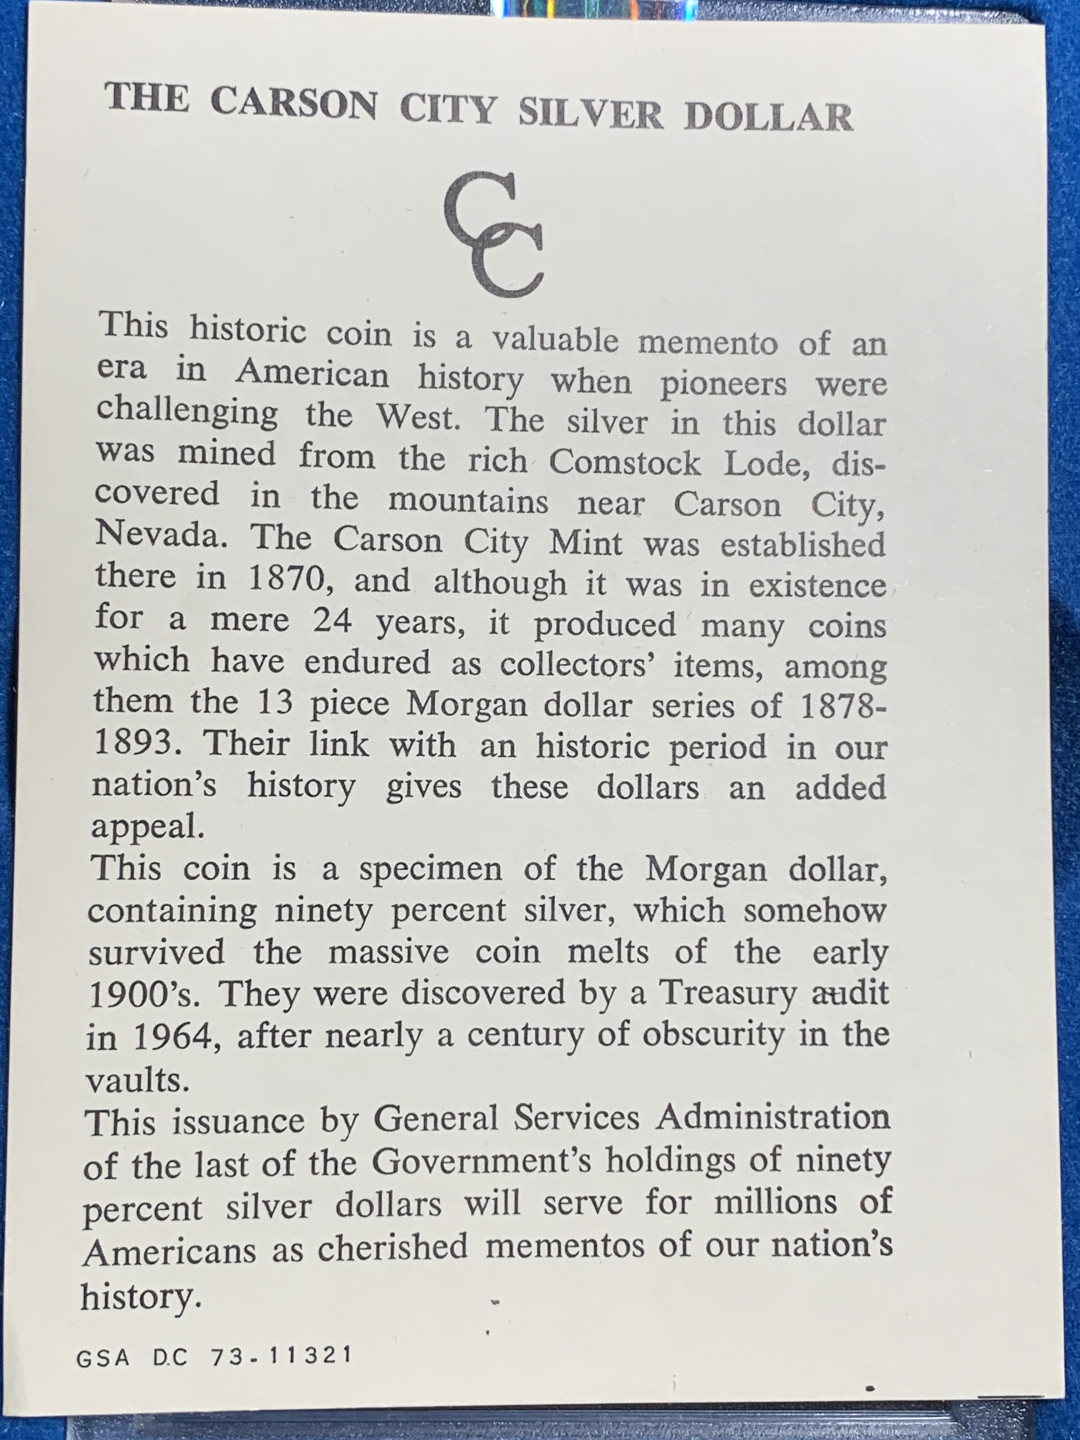 THE CARSON CITY SILVER DOLLAR
CC
This historic coin is a valuable memento of an
era in American history when pioneers were
challenging the West. The silver in this dollar
was mined from the rich Comstock Lode, dis-
covered in the mountains near Carson City,
Nevada. The Carson City Mint was established
there in 1870, and although it was in existence
for a mere 24 years, it produced many coins
which have endured as collectors' items, among
them the 13 piece Morgan dollar series of 1878-
1893. Their link with an historic period in our
nation's history gives these dollars an added
appeal.
This coin is a specimen of the Morgan dollar,
containing ninety percent silver, which somehow
survived the massive coin melts of the early
1900's. They were discovered by a Treasury audit
in 1964, after nearly a century of obscurity in the
vaults.
This issuance by General Services Administration
of the last of the Government's holdings of ninety
percent silver dollars will serve for millions of
Americans as cherished mementos of our nation's
history.
GSA D.C 73-11321